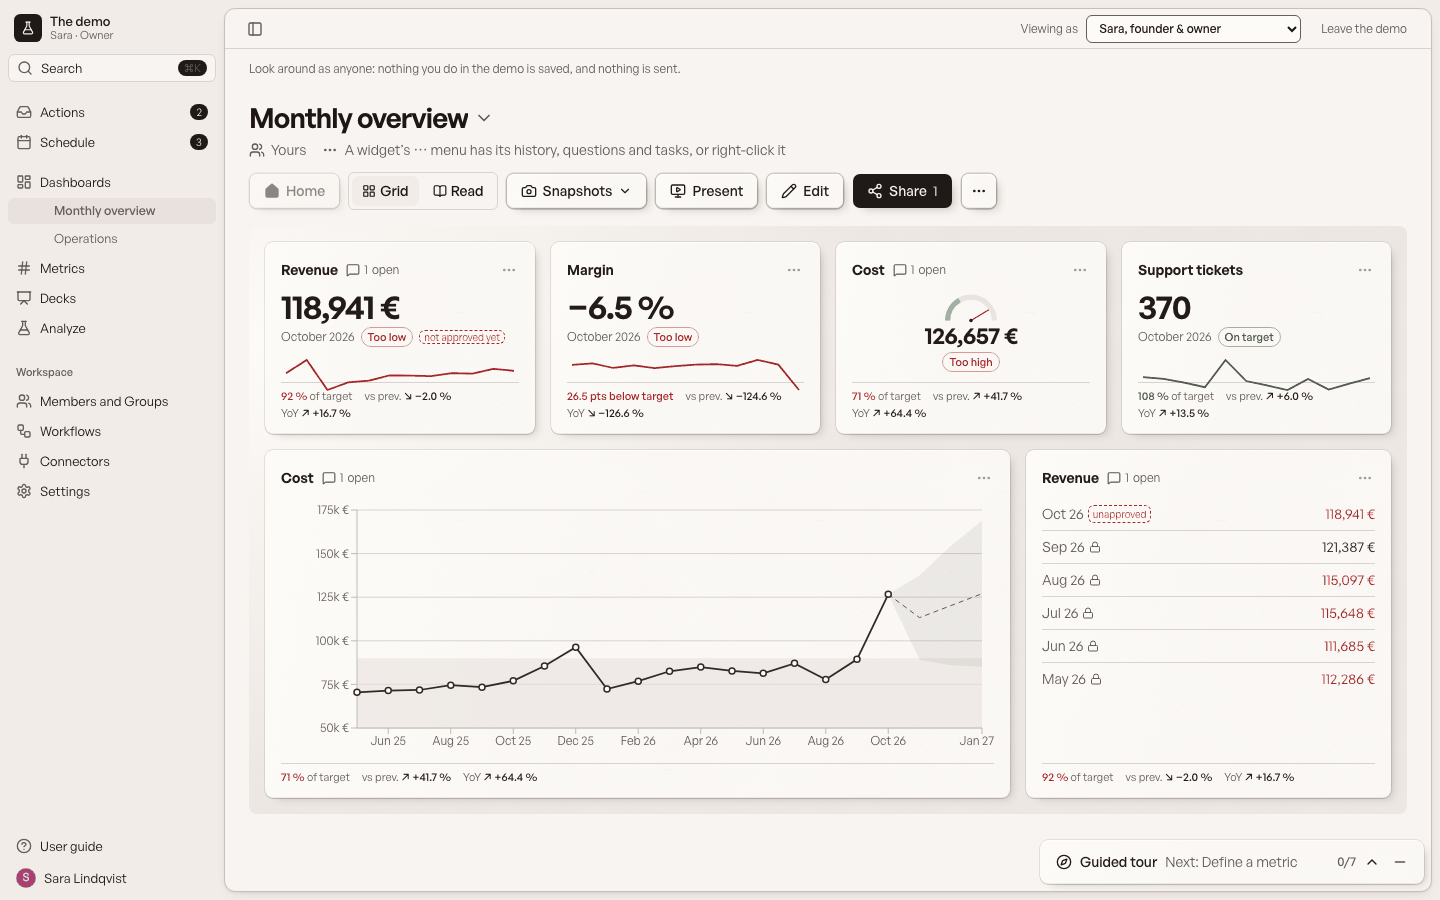 The demo
Sara · Owner
Search
⌘K
Actions 2
Schedule 3
Dashboards
Monthly overview
Operations
Metrics
Decks
Analyze
Workspace
Members and Groups
Workflows
Connectors
Settings
User guide
S Sara Lindqvist
Viewing as Sara, founder & owner Leave the demo
Look around as anyone: nothing you do in the demo is saved, and nothing is sent.
Monthly overview
Yours ··· A widget's ··· menu has its history, questions and tasks, or right-click it
Home Grid Read Snapshots Present Edit Share 1 ···
Revenue 1 open ···
118,941 €
October 2026 Too low not approved yet
92 % of target vs prev. ↘ −2.0 %
YoY ↗ +16.7 %
Margin ···
−6.5 %
October 2026 Too low
26.5 pts below target vs prev. ↘ −124.6 %
YoY ↘ −126.6 %
Cost 1 open ···
126,657 €
Too high
71 % of target vs prev. ↗ +41.7 %
YoY ↗ +64.4 %
Support tickets ···
370
October 2026 On target
108 % of target vs prev. ↗ +6.0 %
YoY ↗ +13.5 %
Cost 1 open ···
175k €
150k €
125k €
100k €
75k €
50k €
Jun 25 Aug 25 Oct 25 Dec 25 Feb 26 Apr 26 Jun 26 Aug 26 Oct 26 Jan 27
71 % of target vs prev. ↗ +41.7 % YoY ↗ +64.4 %
Revenue 1 open ···
Oct 26 unapproved 118,941 €
Sep 26 121,387 €
Aug 26 115,097 €
Jul 26 115,648 €
Jun 26 111,685 €
May 26 112,286 €
92 % of target vs prev. ↘ −2.0 % YoY ↗ +16.7 %
Guided tour Next: Define a metric 0/7